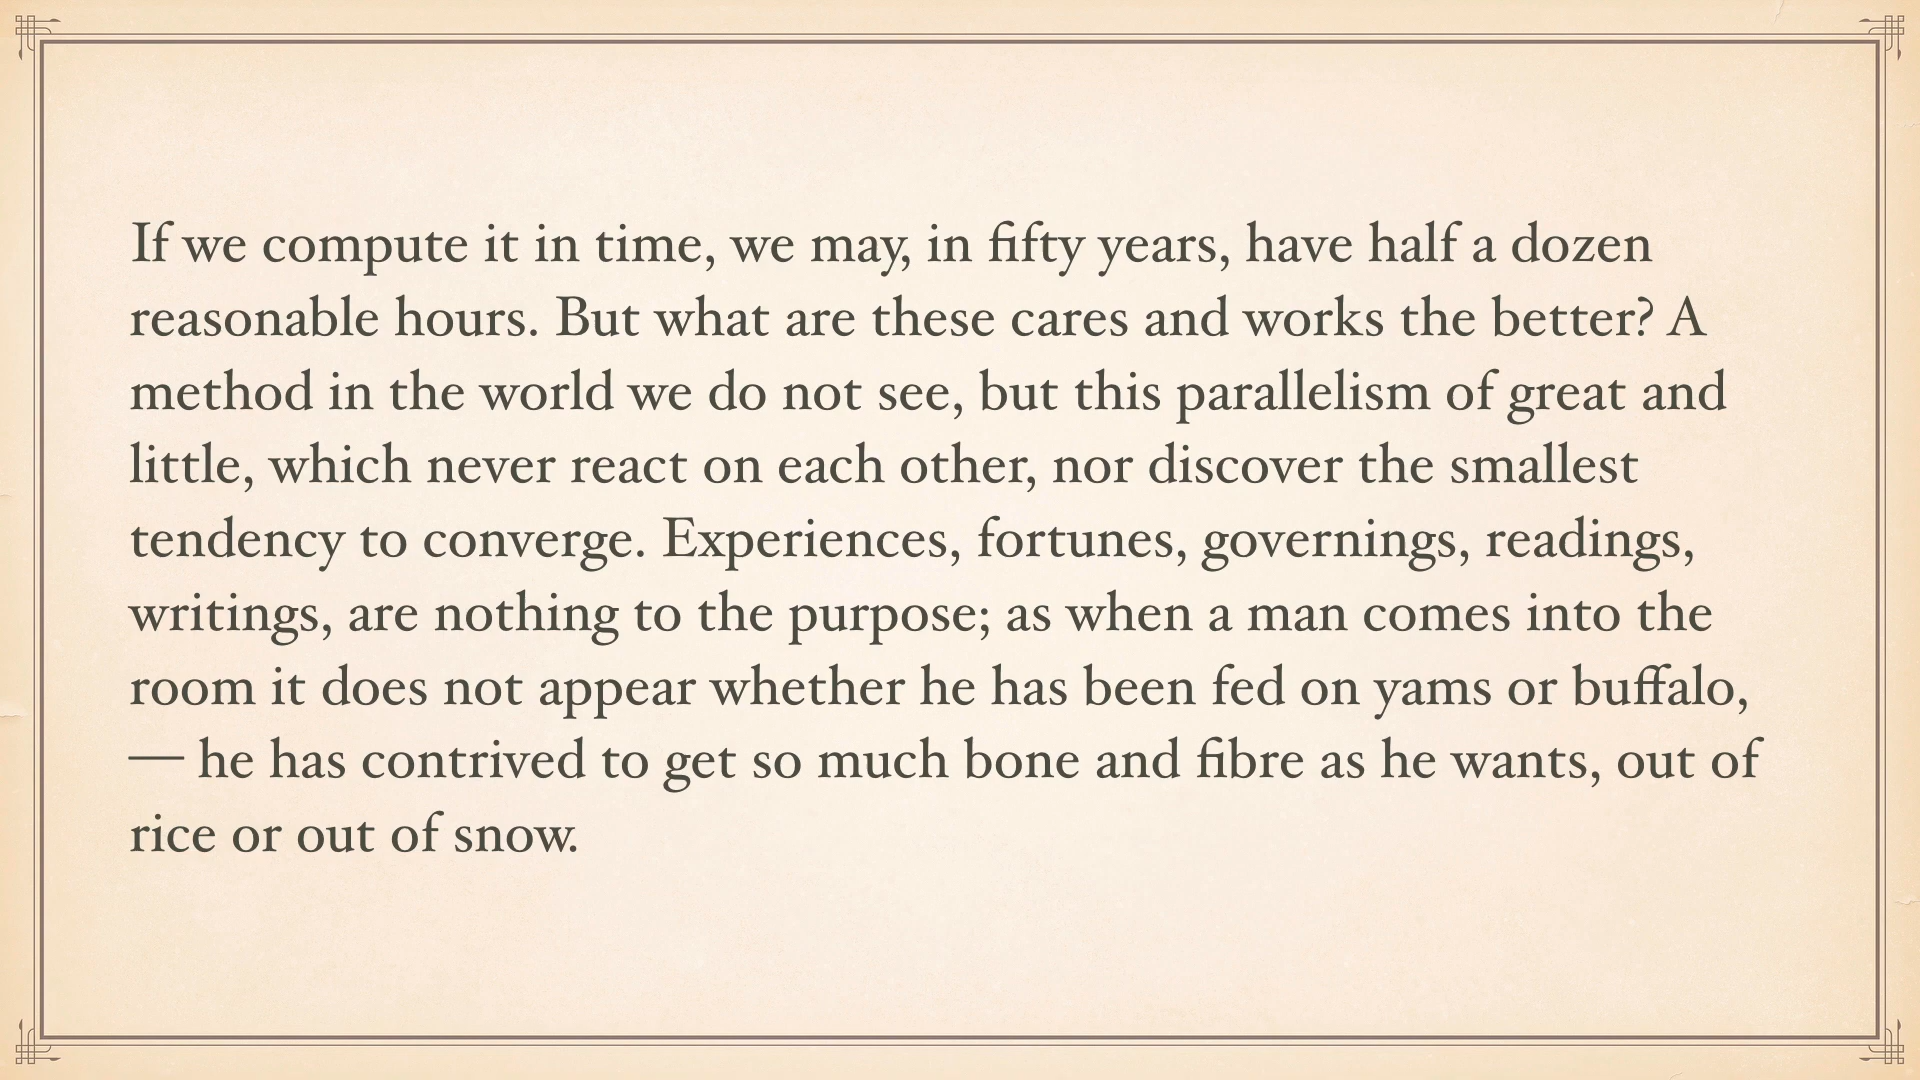 If we compute it in time, we may, in fifty years, have half a dozen
reasonable hours. But what are these cares and works the better? A
method in the world we do not see, but this parallelism of great and
little, which never react on each other, nor discover the smallest
tendency to converge. Experiences, fortunes, governings, readings,
writings, are nothing to the purpose; as when a man comes into the
room it does not appear whether he has been fed on yams or buffalo,
— he has contrived to get so much bone and fibre as he wants, out of
rice or out of snow.